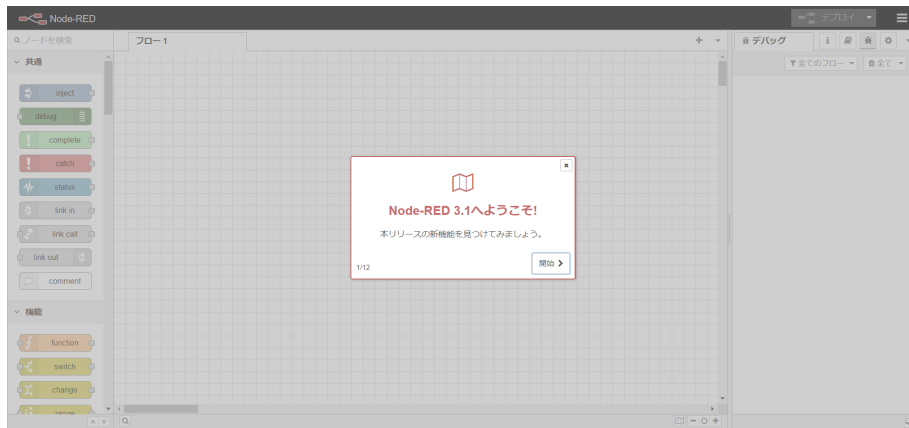 Node-RED
デプロイ
ノードを検索
フロー 1
デバッグ
全てのフロー
全て
共通
inject
debug
complete
catch
status
link in
link call
link out
comment
機能
function
switch
change
range
Node-RED 3.1へようこそ!
本リリースの新機能を見つけてみましょう。
1/12
開始